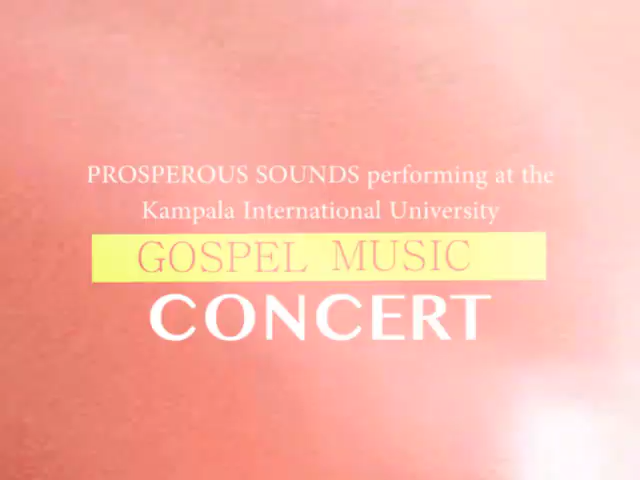 PROSPEROUS SOUNDS performing at the
Kampala International University
GOSPEL MUSIC
CONCERT